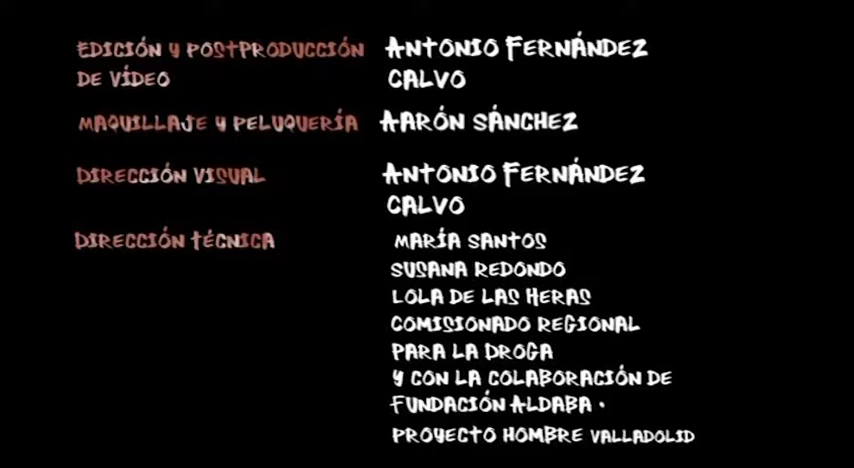 EDICIÓN Y POSTPRODUCCIÓN ANTONIO FERNÁNDEZ
DE VÍDEO CALVO
MAQUILLAJE Y PELUQUERÍA AARÓN SÁNCHEZ
DIRECCIÓN VISUAL ANTONIO FERNÁNDEZ
CALVO
DIRECCIÓN TÉCNICA MARÍA SANTOS
SUSANA REDONDO
LOLA DE LAS HERAS
COMISIONADO REGIONAL
PARA LA DROGA
Y CON LA COLABORACIÓN DE
FUNDACIÓN ALDABA ·
PROYECTO HOMBRE VALLADOLID